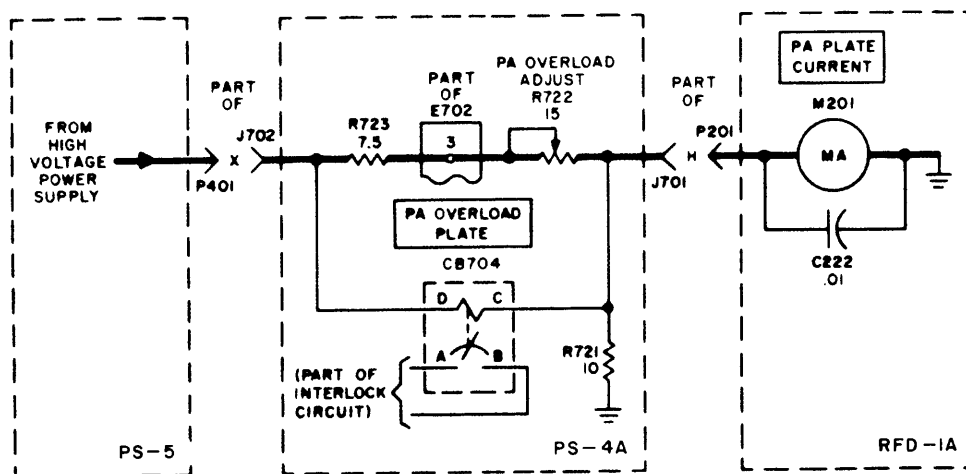 FROM
HIGH
VOLTAGE
POWER
SUPPLY
PS-5
PART
OF
J702
X
P401
R723
7.5
PART
OF
E702
3
PA OVERLOAD
ADJUST
R722
15
PA OVERLOAD
PLATE
CB704
D C
A B
(PART OF
INTERLOCK
CIRCUIT)
R721
10
PS-4A
PART
OF
P201
H
J701
PA PLATE
CURRENT
M201
MA
C222
.01
RFD-1A